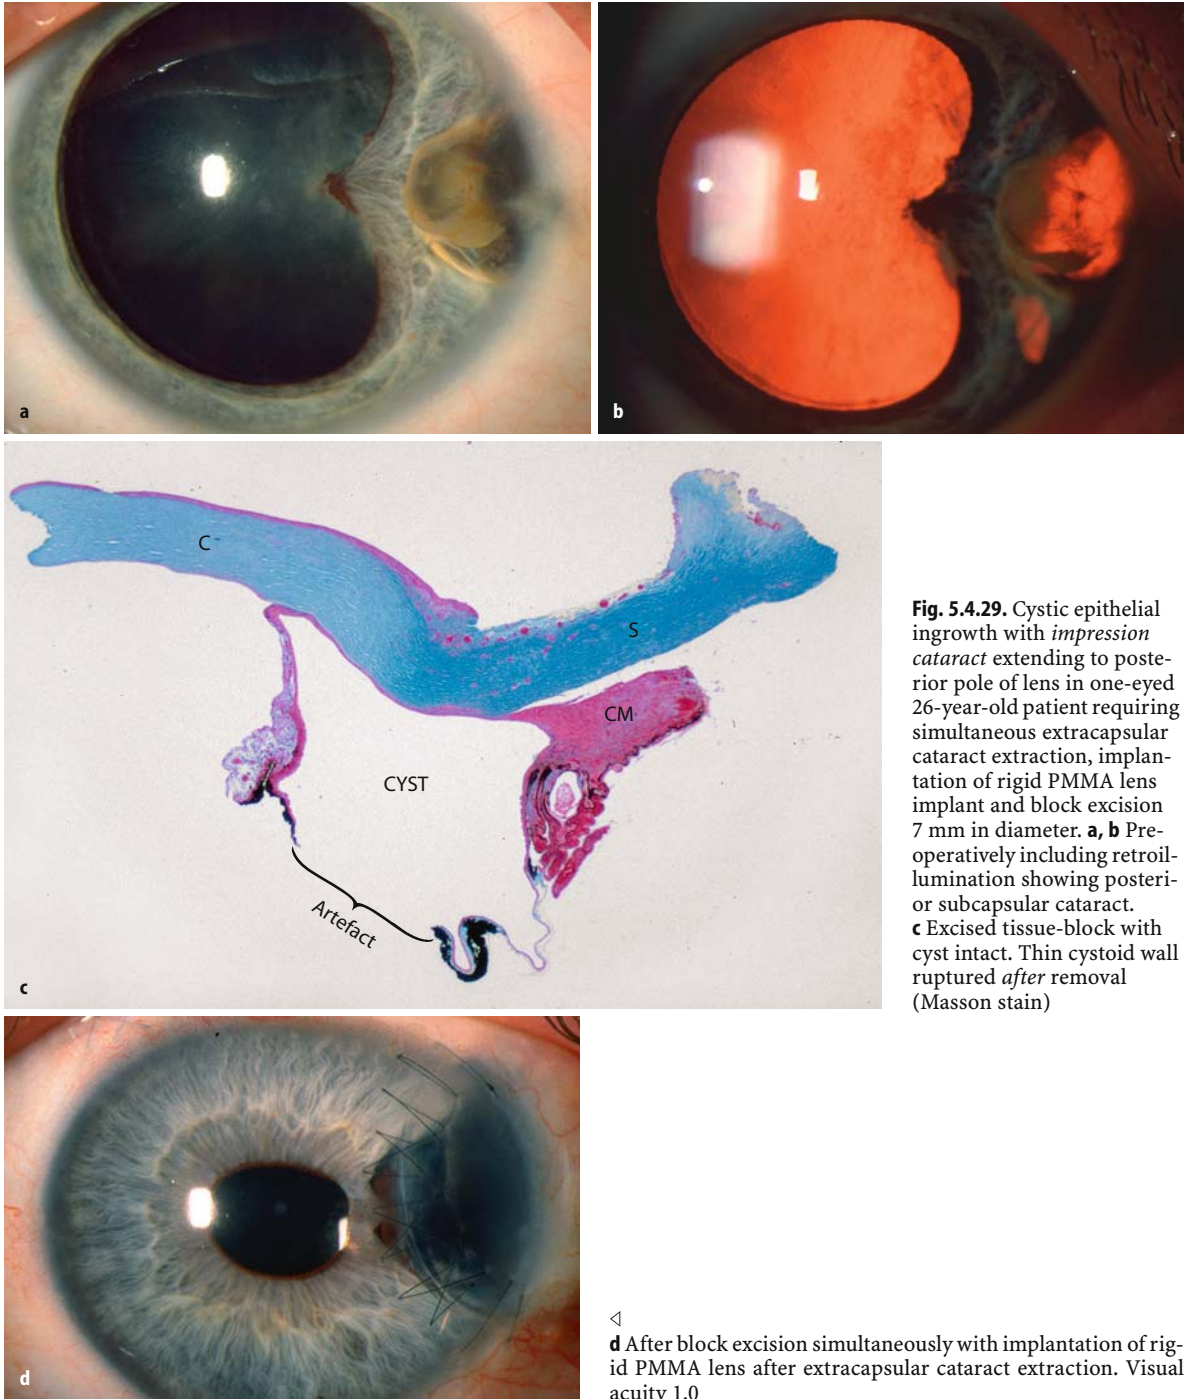 a
b
C
S
CM
CYST
Artefact
c
Fig. 5.4.29. Cystic epithelial
ingrowth with impression
cataract extending to poste-
rior pole of lens in one-eyed
26-year-old patient requiring
simultaneous extracapsular
cataract extraction, implan-
tation of rigid PMMA lens
implant and block excision
7 mm in diameter. a, b Pre-
operatively including retroil-
lumination showing posteri-
or subcapsular cataract.
c Excised tissue-block with
cyst intact. Thin cystoid wall
ruptured after removal
(Masson stain)
d
◁
d After block excision simultaneously with implantation of rig-
id PMMA lens after extracapsular cataract extraction. Visual
acuity 1.0